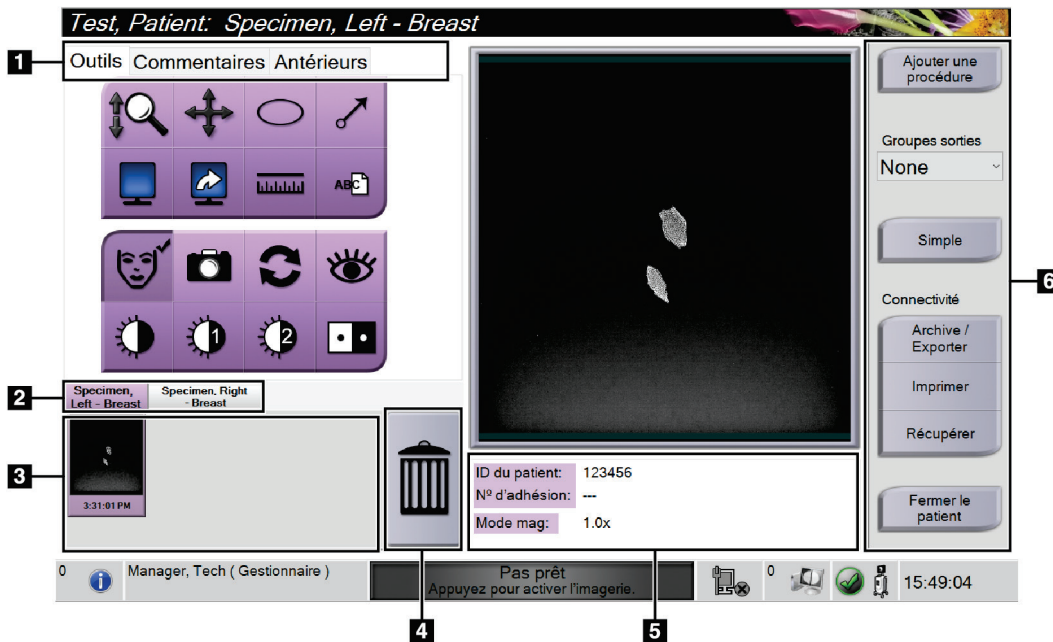 Test, Patient: Specimen, Left - Breast
1
Outils Commentaires Antérieurs
ABC
1
2
2
Specimen,
Left - Breast
Specimen, Right
- Breast
3
3:31:01 PM
4
ID du patient: 123456
Nº d'adhésion: ---
Mode mag: 1.0x
5
Ajouter une
procédure
Groupes sorties
None
Simple
6
Connectivité
Archive /
Exporter
Imprimer
Récupérer
Fermer le
patient
0
Manager, Tech ( Gestionnaire )
Pas prêt
Appuyez pour activer l'imagerie.
0
15:49:04